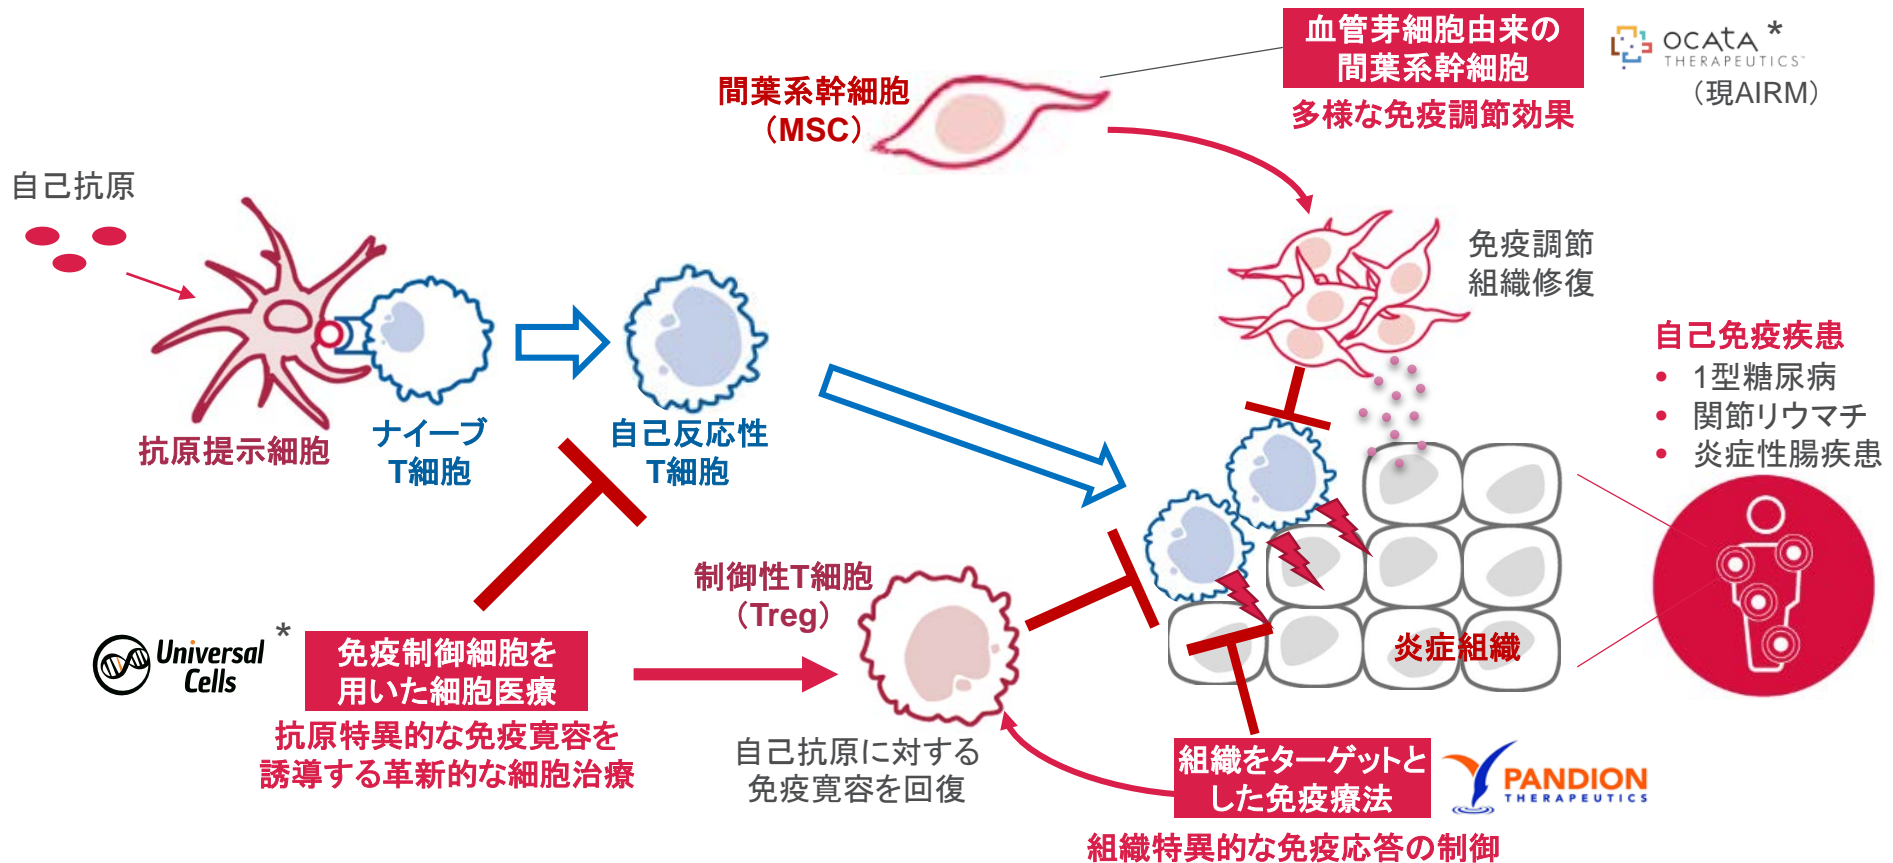 血管芽細胞由来の
間葉系幹細胞
多様な免疫調節効果
OCATA *
THERAPEUTICS™
（現AIRM）
間葉系幹細胞
（MSC）
自己抗原
免疫調節
組織修復
自己免疫疾患
• 1型糖尿病
• 関節リウマチ
• 炎症性腸疾患
抗原提示細胞
ナイーブ
T細胞
自己反応性
T細胞
制御性T細胞
（Treg）
炎症組織
Universal
Cells
*
免疫制御細胞を
用いた細胞医療
抗原特異的な免疫寛容を
誘導する革新的な細胞治療
自己抗原に対する
免疫寛容を回復
組織をターゲットと
した免疫療法
PANDION
THERAPEUTICS
組織特異的な免疫応答の制御